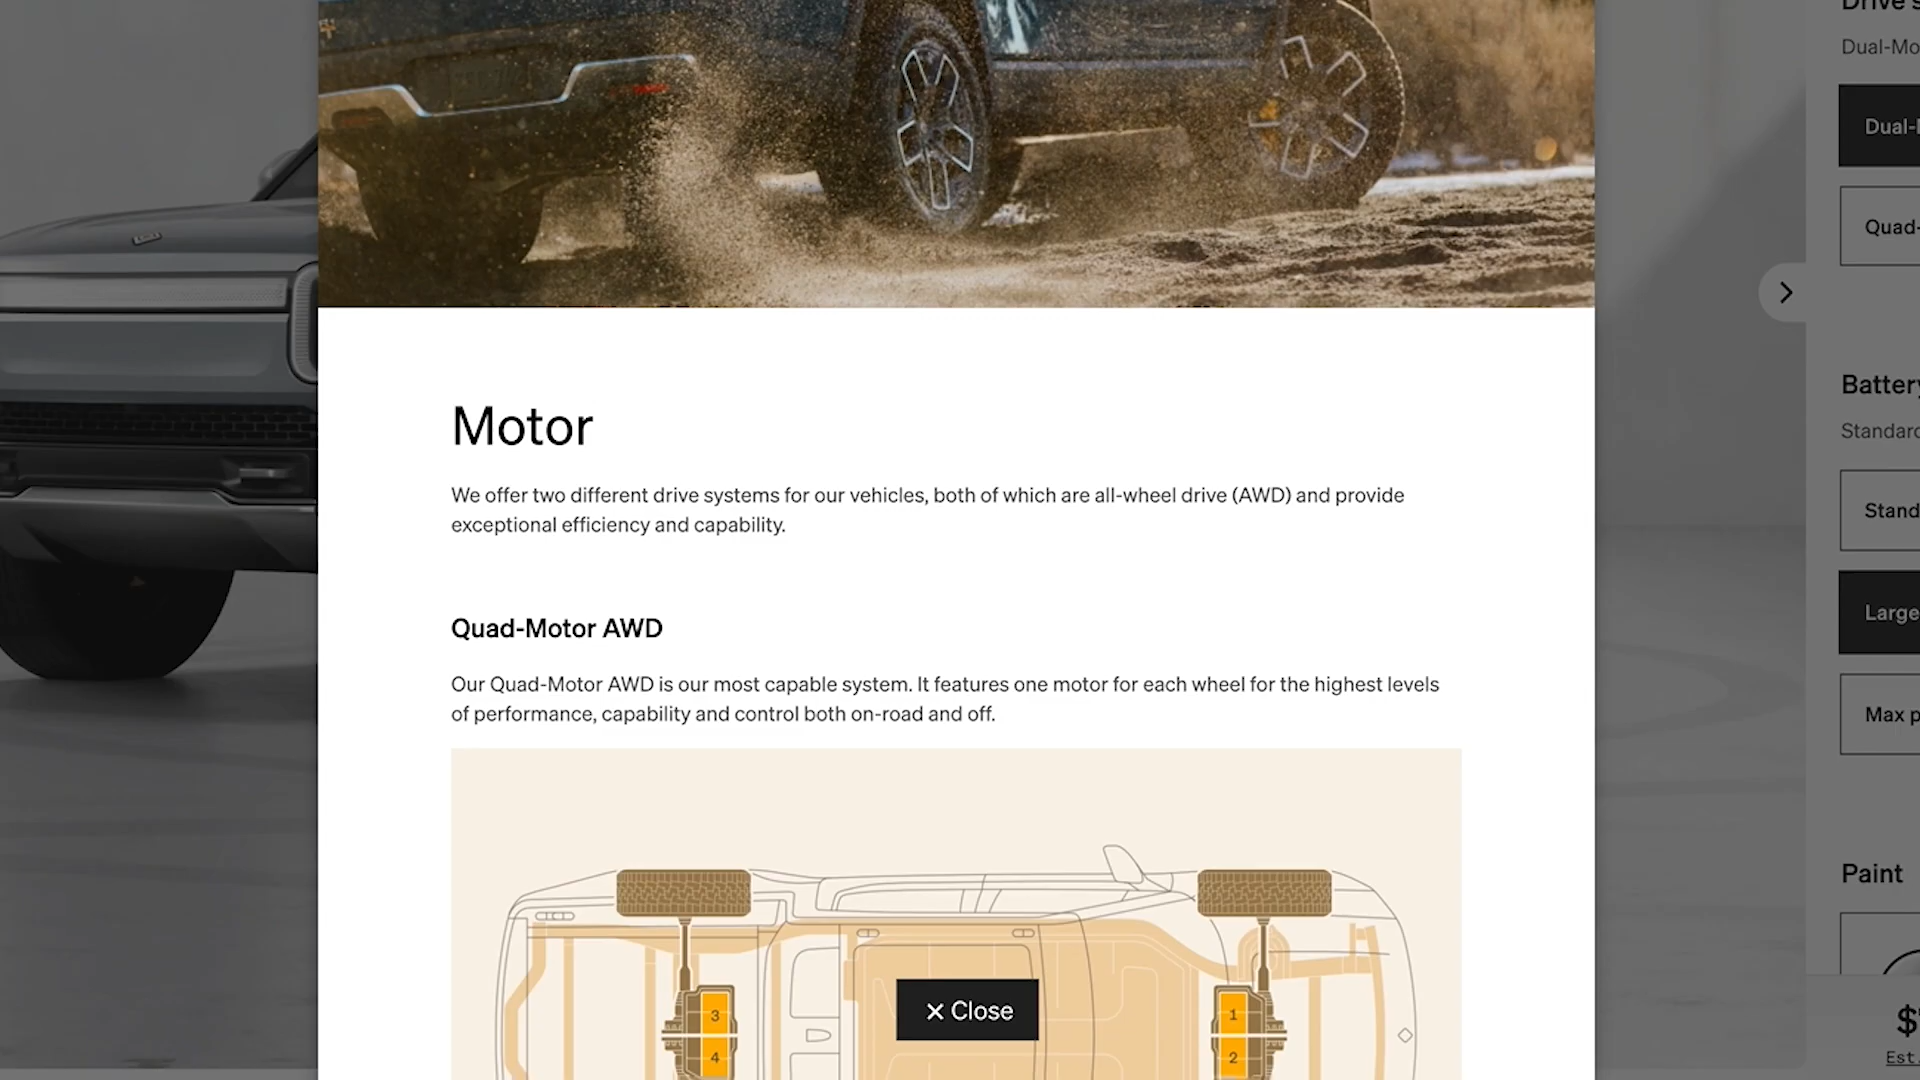 Dual-Mo
Dual-
Quad-
Battery
Standard
Stand
Large
Max p
Paint
$
Est.
Motor
We offer two different drive systems for our vehicles, both of which are all-wheel drive (AWD) and provide
exceptional efficiency and capability.
Quad-Motor AWD
Our Quad-Motor AWD is our most capable system. It features one motor for each wheel for the highest levels
of performance, capability and control both on-road and off.
3
4
1
2
Close